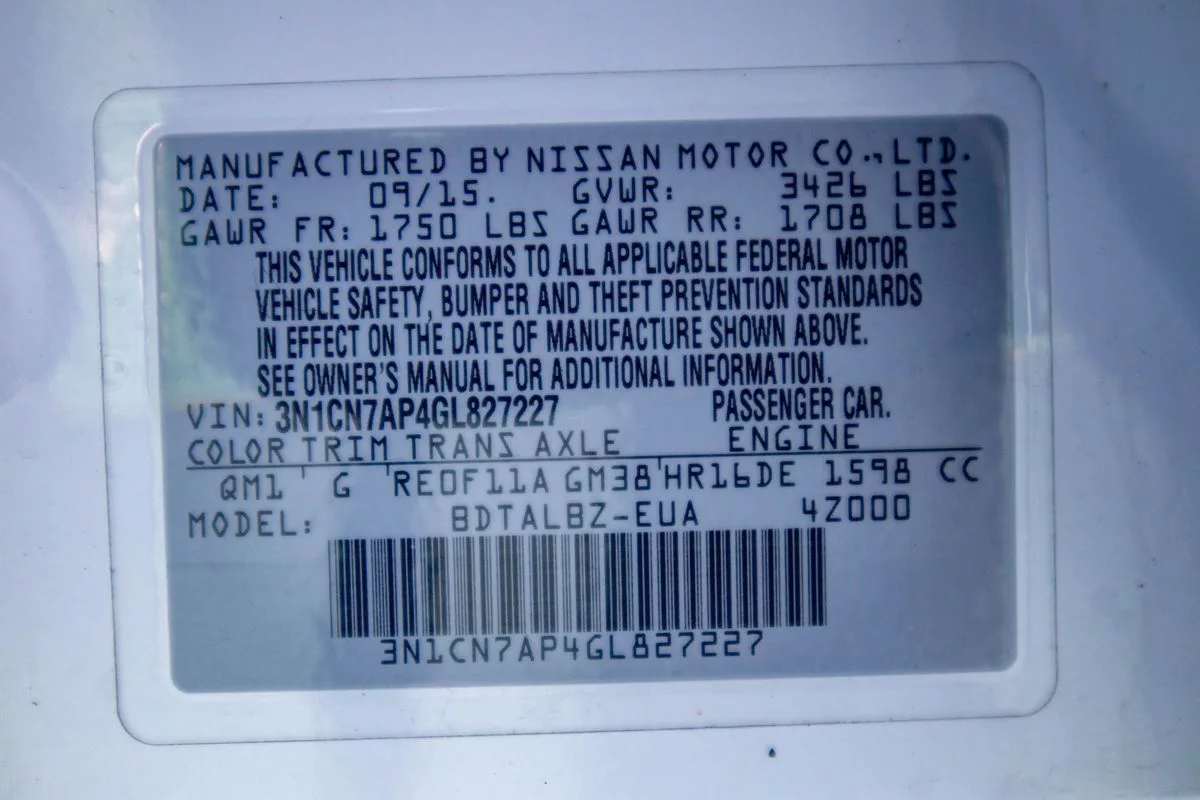 MANUFACTURED BY NISSAN MOTOR CO.,LTD.
DATE: 09/15. GVWR: 3426 LBS
GAWR FR: 1750 LBS GAWR RR: 1708 LBS
THIS VEHICLE CONFORMS TO ALL APPLICABLE FEDERAL MOTOR
VEHICLE SAFETY, BUMPER AND THEFT PREVENTION STANDARDS
IN EFFECT ON THE DATE OF MANUFACTURE SHOWN ABOVE.
SEE OWNER'S MANUAL FOR ADDITIONAL INFORMATION.
VIN: 3N1CN7AP4GL827227 PASSENGER CAR.
COLOR TRIM TRANS AXLE ENGINE
QM1 G RE0F11A GM38 HR16DE 1598 CC
MODEL: BDTALBZ-EUA 4Z000
3N1CN7AP4GL827227